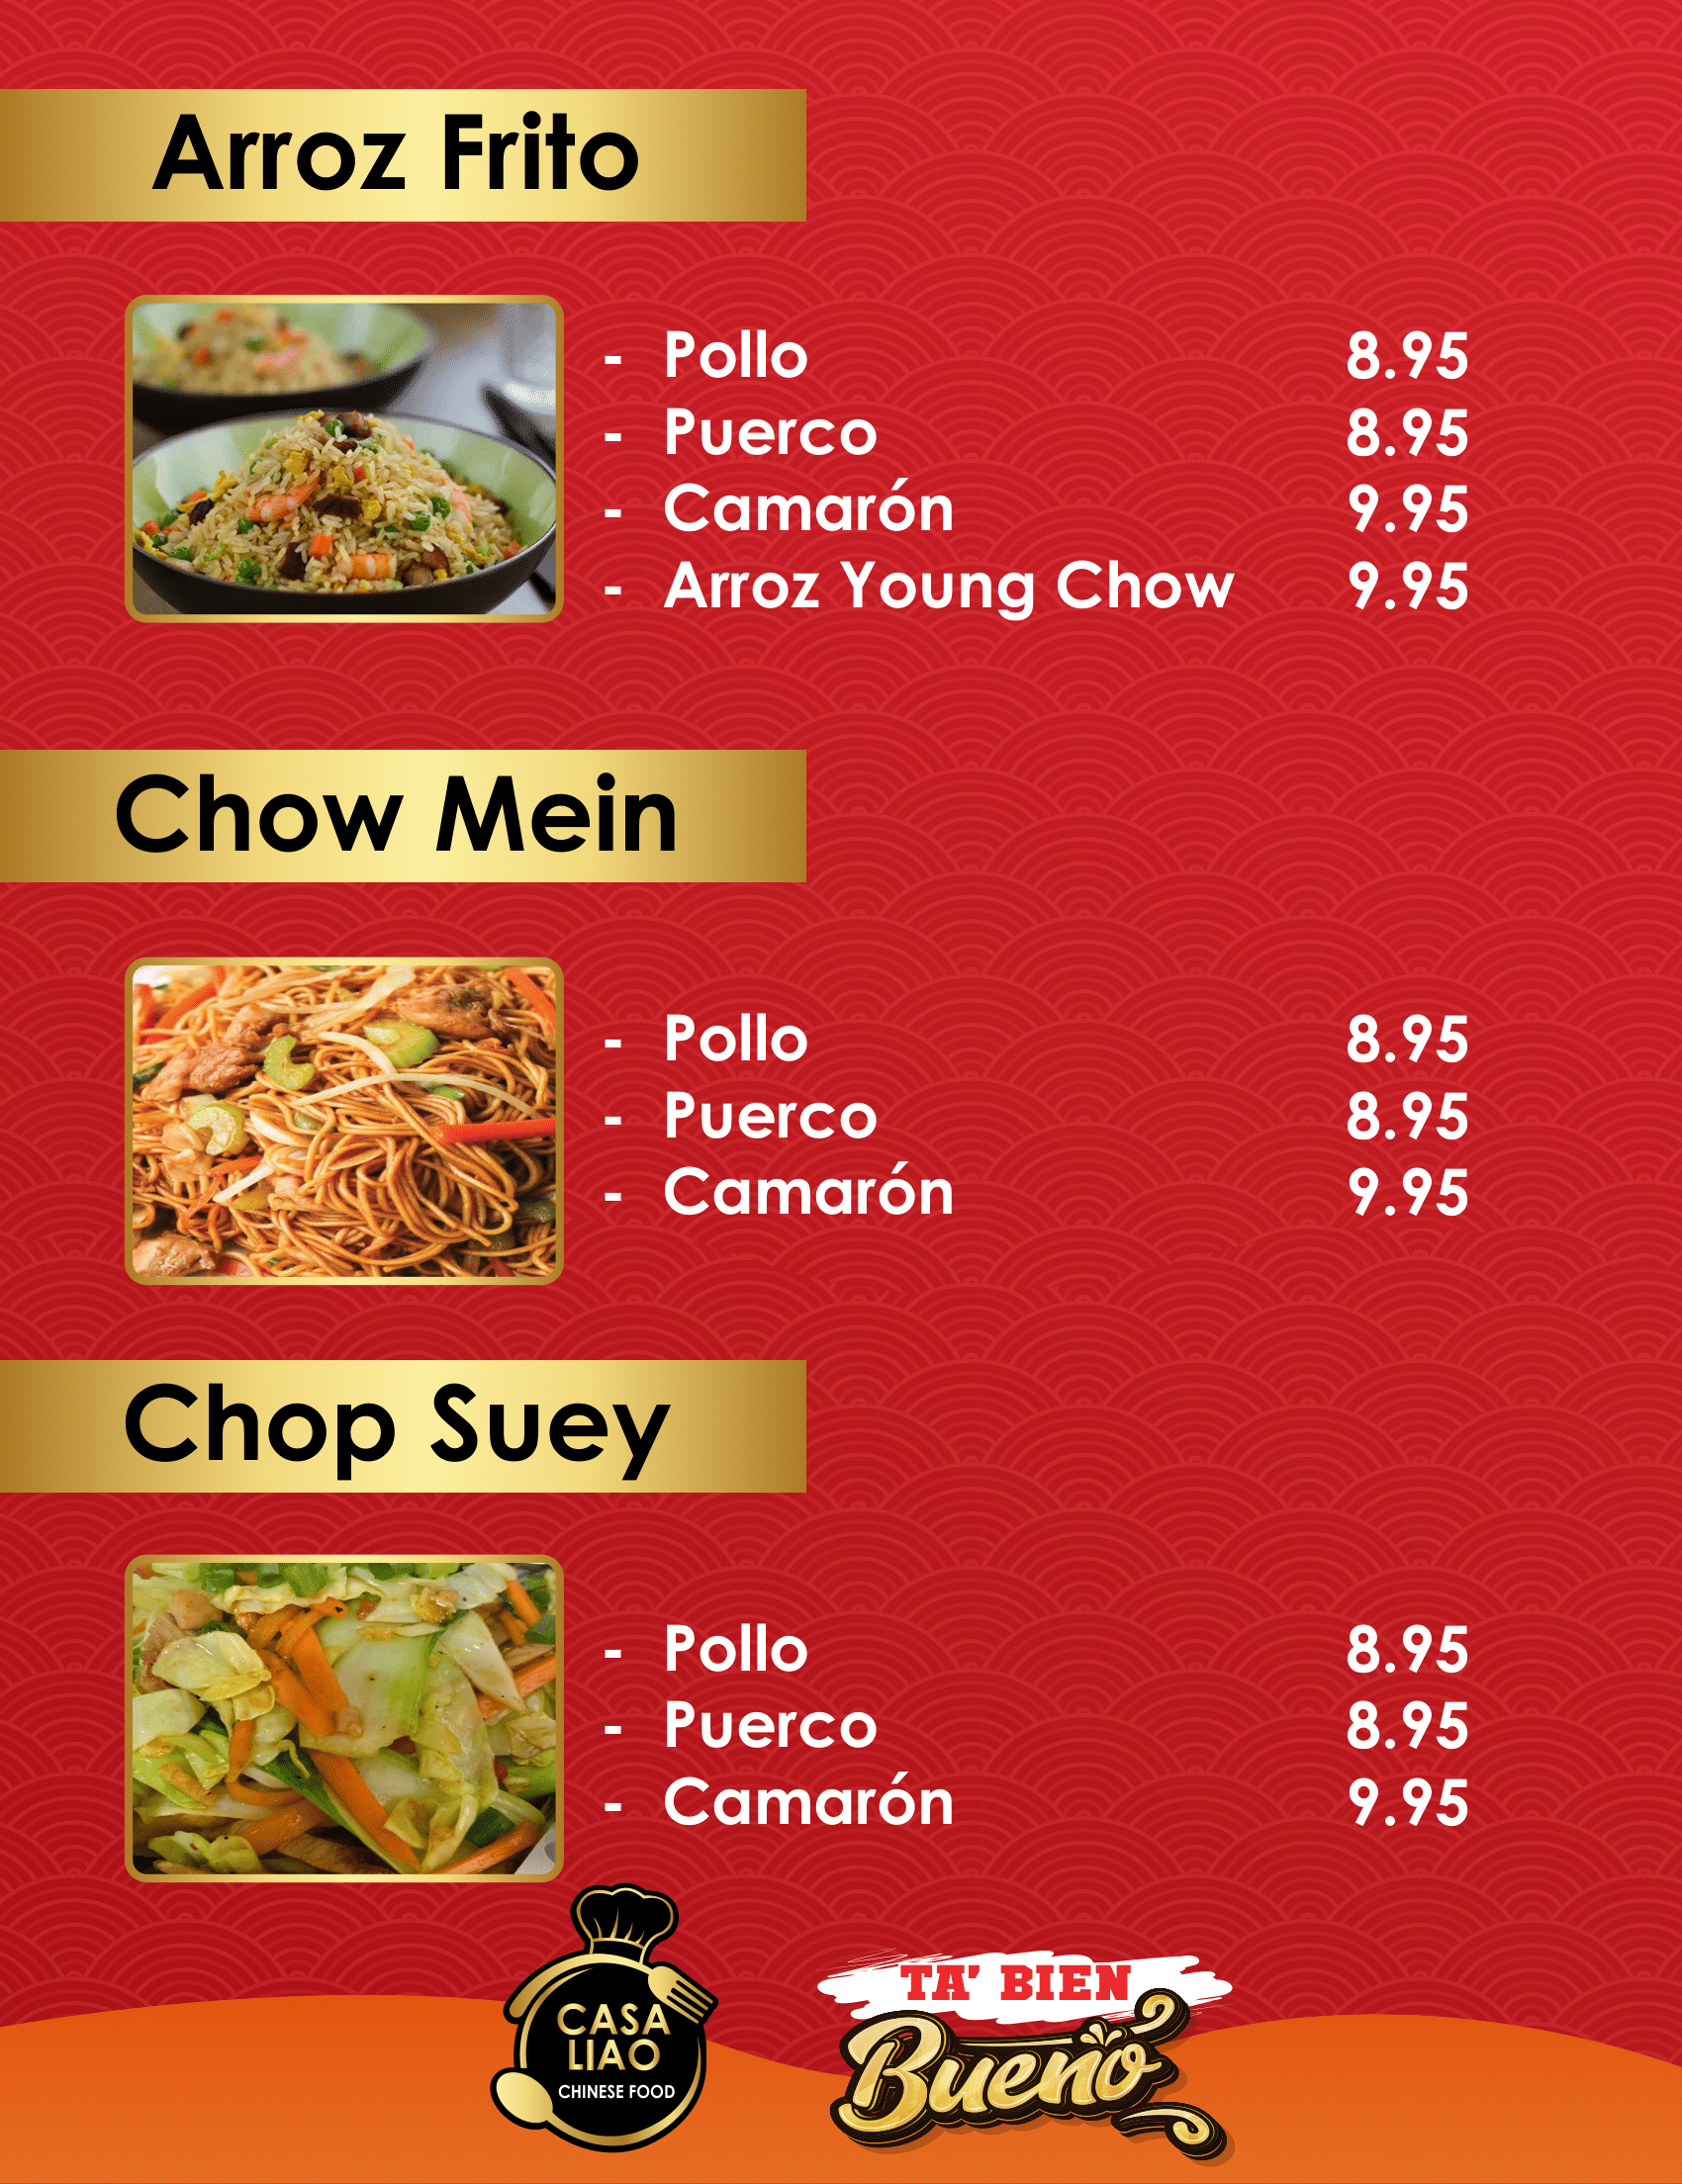 Arroz Frito
- Pollo 8.95
- Puerco 8.95
- Camarón 9.95
- Arroz Young Chow 9.95
Chow Mein
- Pollo 8.95
- Puerco 8.95
- Camarón 9.95
Chop Suey
- Pollo 8.95
- Puerco 8.95
- Camarón 9.95
CASA
LIAO
CHINESE FOOD
TA' BIEN
Bueno